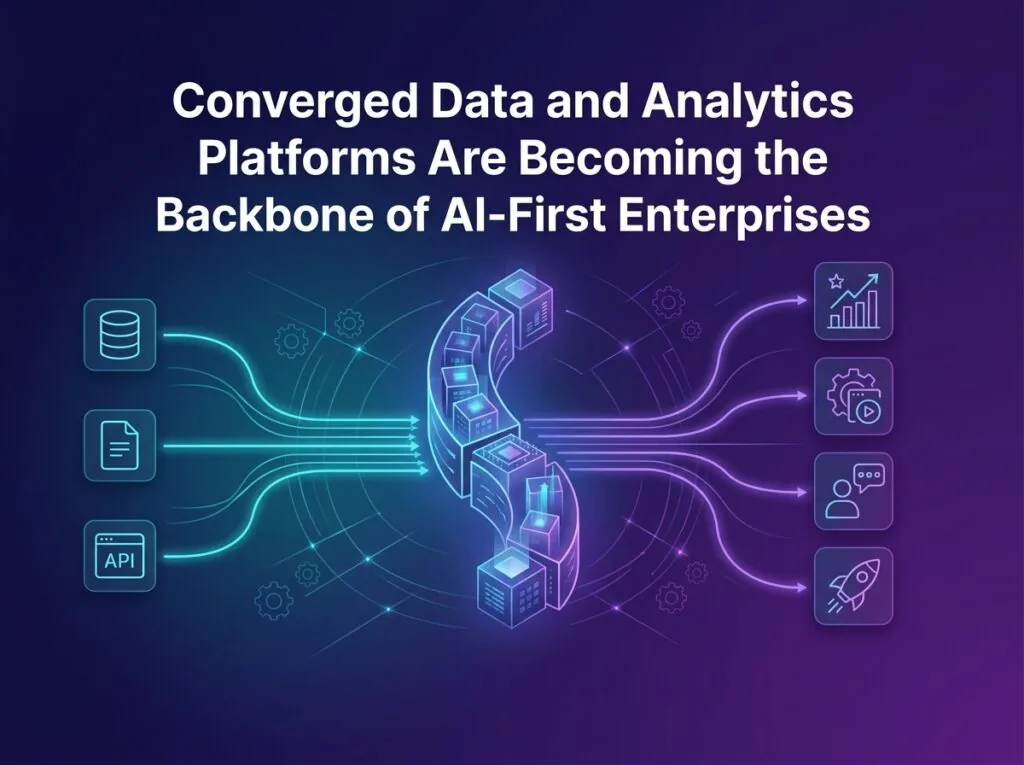 Converged Data and Analytics
Platforms Are Becoming the
Backbone of AI-First Enterprises
API